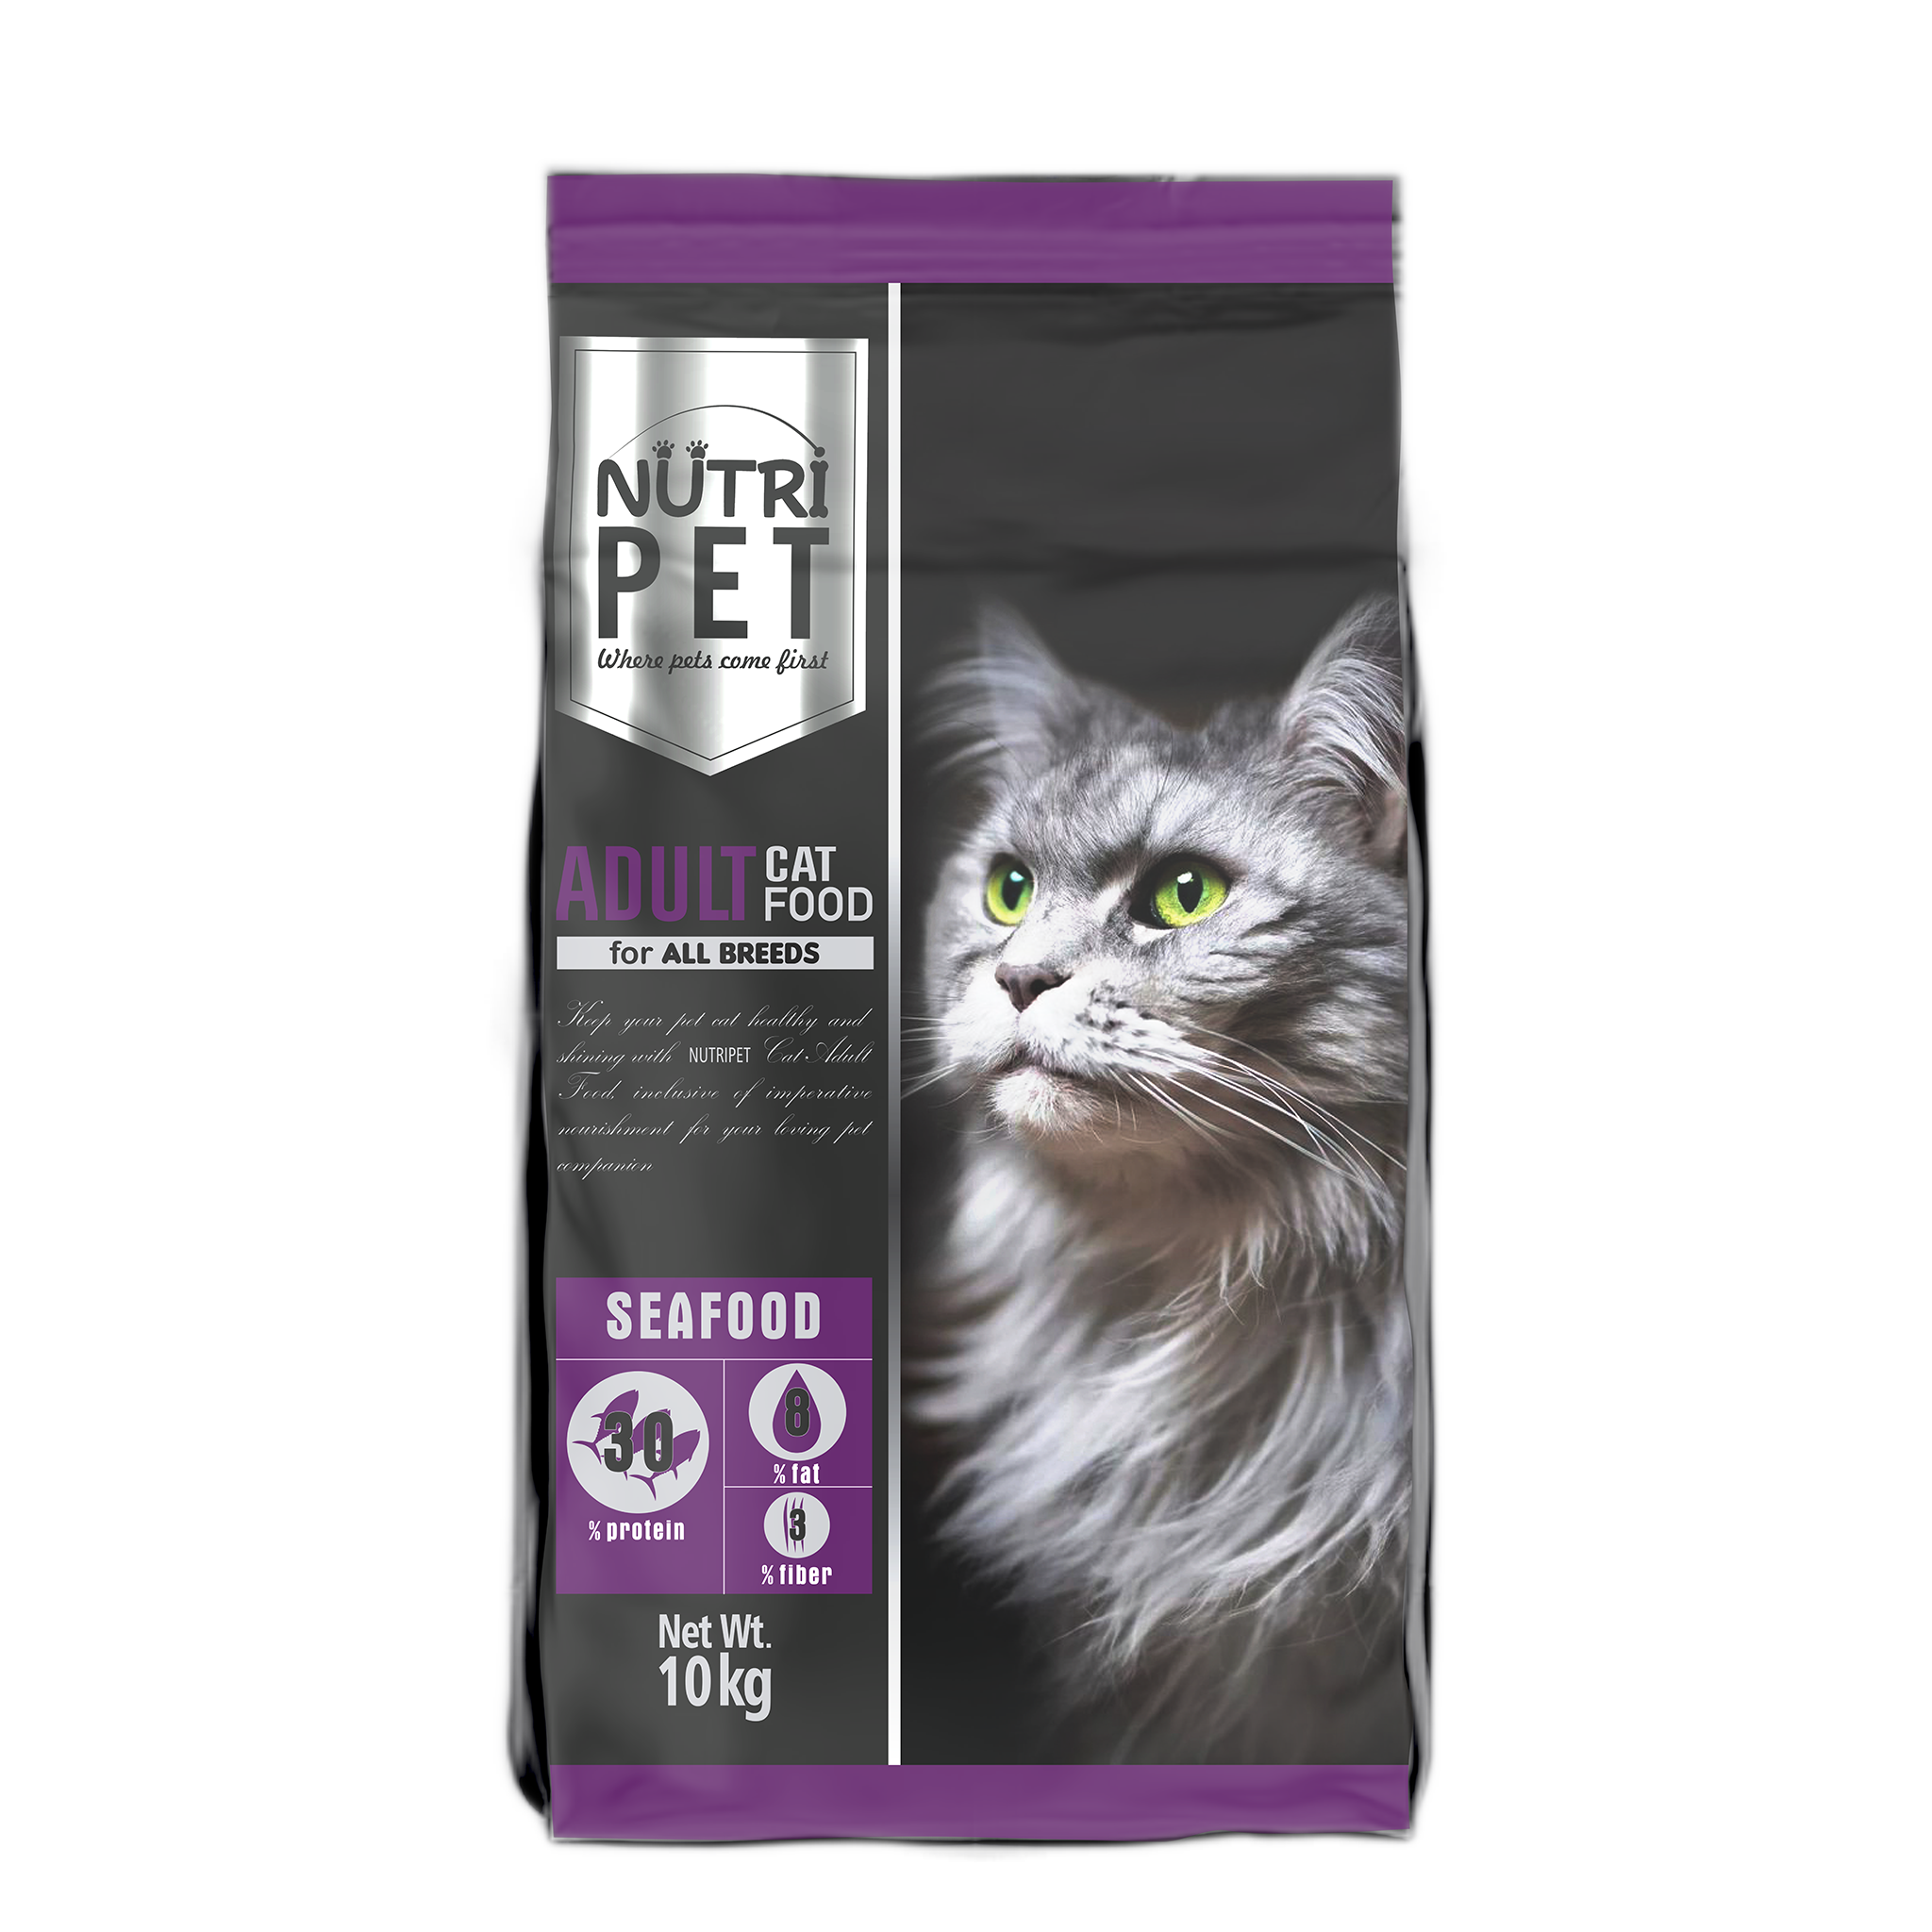 NUTRI
PET
Where pets come first
ADULT CAT
FOOD
for ALL BREEDS
Keep your pet cat healthy and
shining with NUTRIPET Cat Adult
Food, inclusive of imperative
nourishment for your loving pet
companion
SEAFOOD
30
% protein
8
% fat
3
% fiber
Net Wt.
10kg